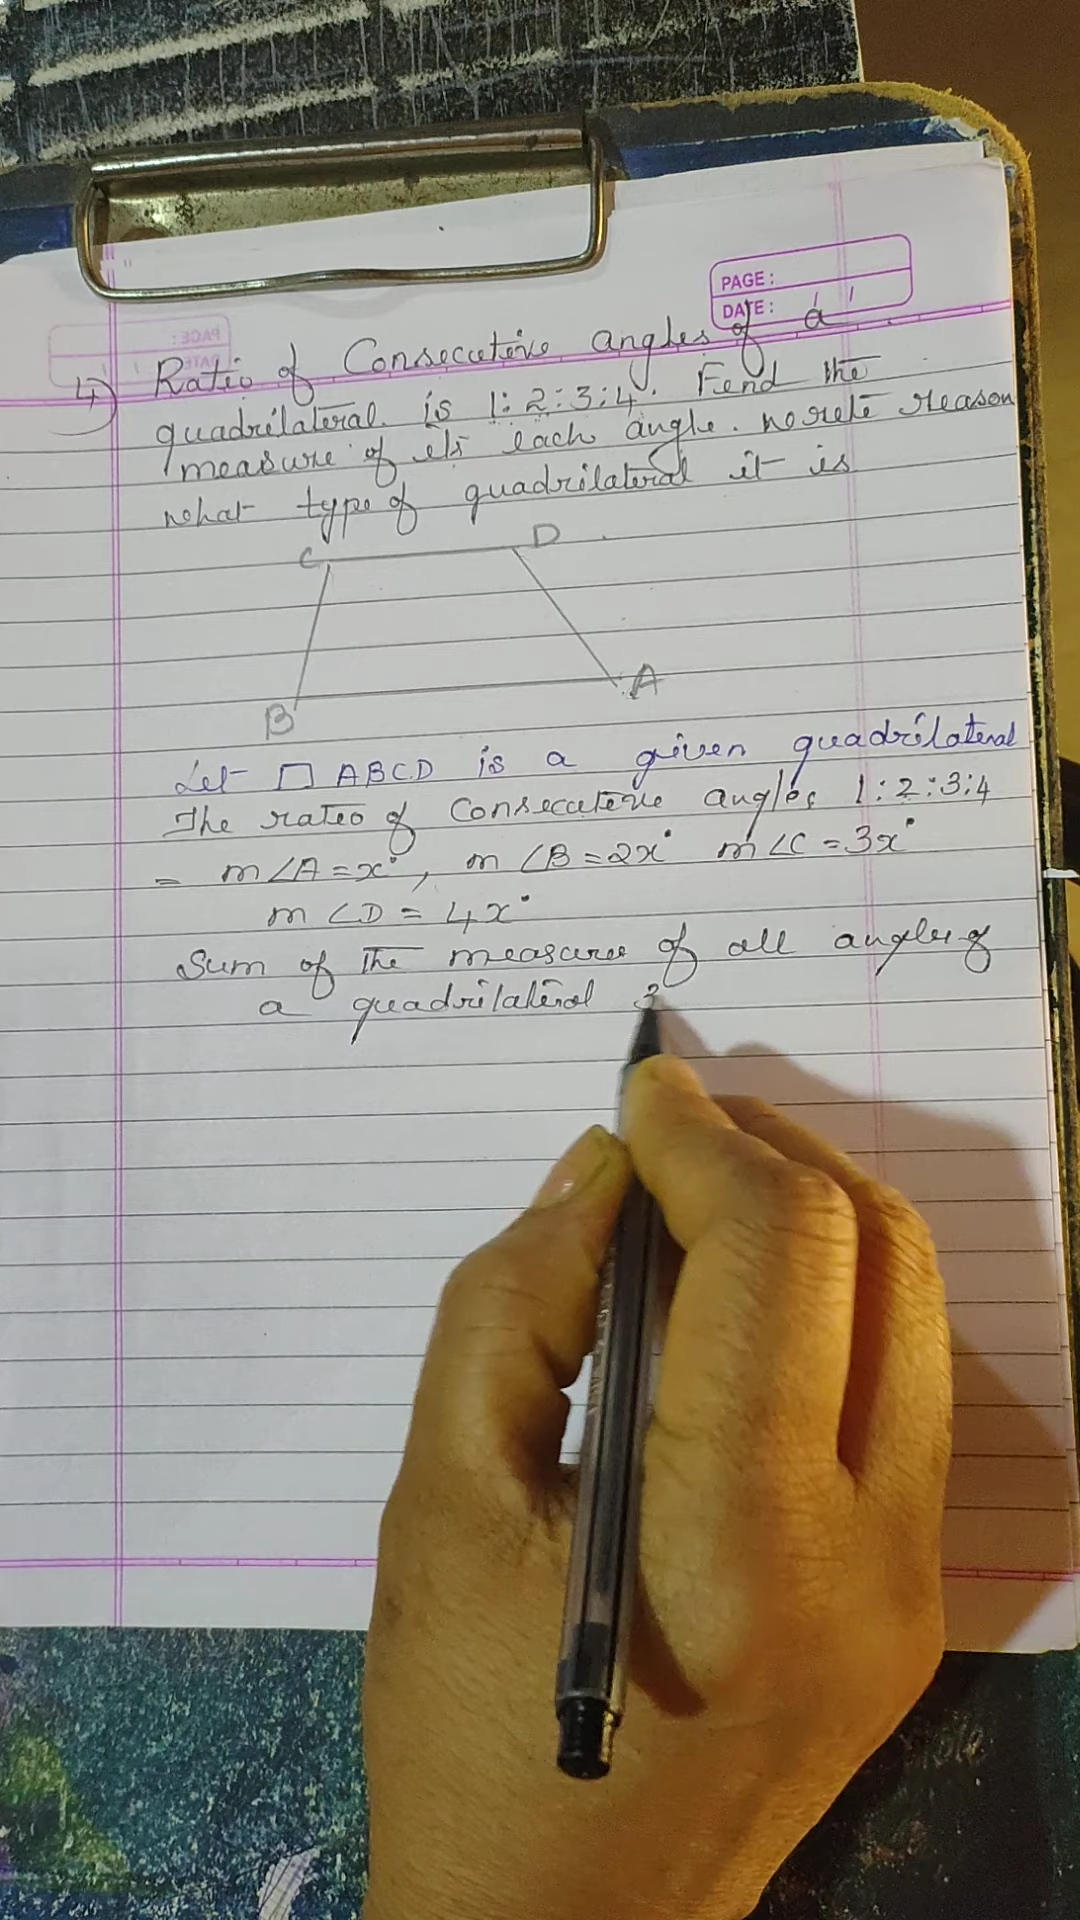 PAGE:
DATE:
4) Ratio of Consecutive angles of a
quadrilateral is 1:2:3:4. Find the
measure of its each angle. write reason
what type of quadrilateral it is
C D
B A
Let □ ABCD is a given quadrilateral
The ratio of Consecutive angles 1:2:3:4
= m∠A = x°, m∠B = 2x° m∠C = 3x°
m∠D = 4x°
Sum of the measures of all angles of
a quadrilateral 3